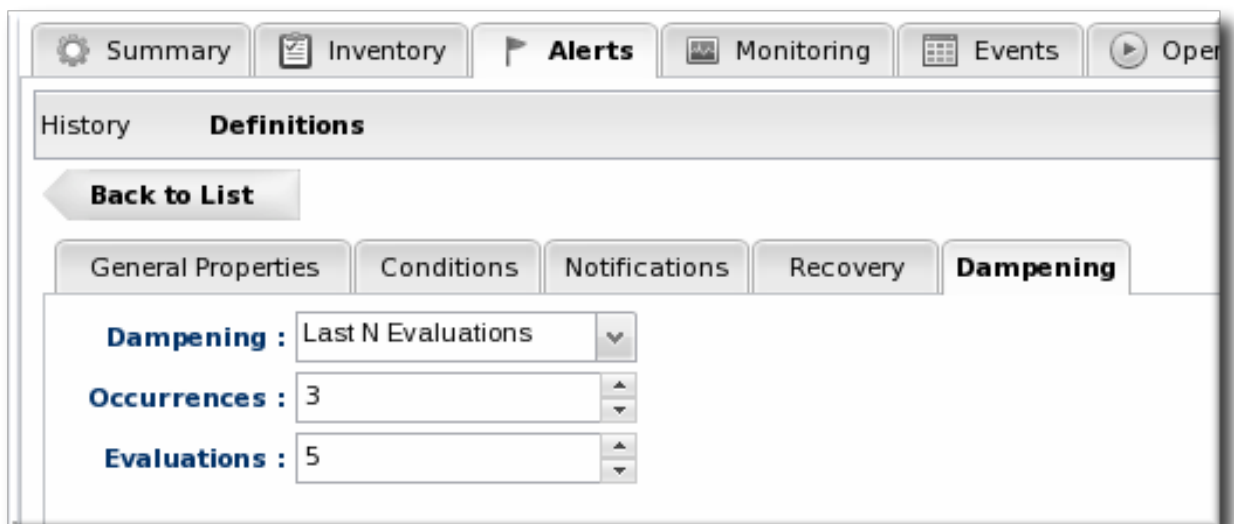 Summary Inventory Alerts Monitoring Events Oper
History Definitions
Back to List
General Properties Conditions Notifications Recovery Dampening
Dampening : Last N Evaluations
Occurrences : 3
Evaluations : 5